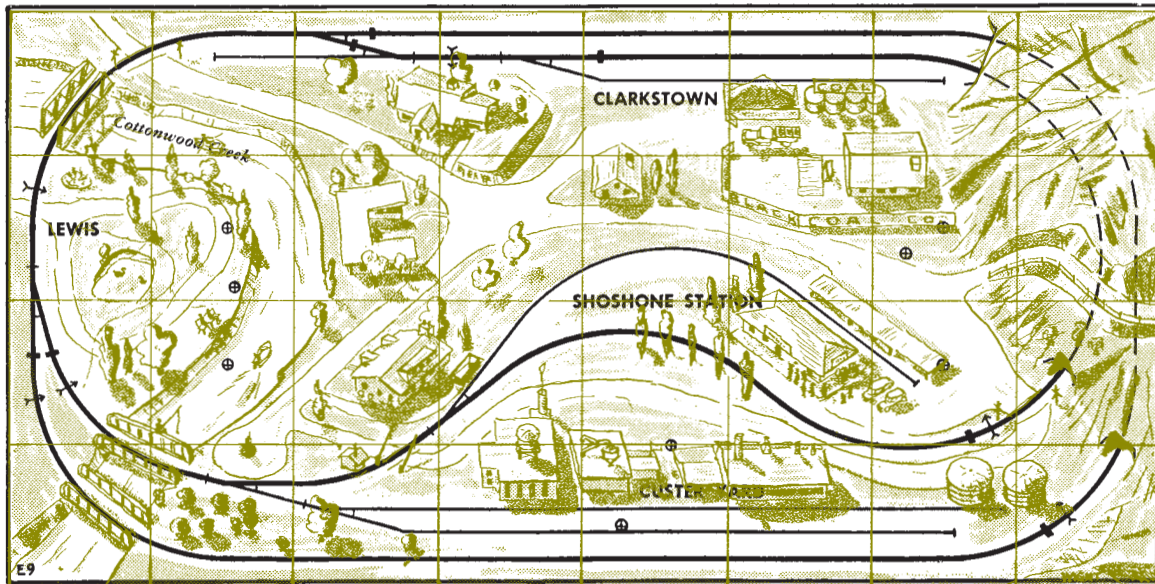 COAL
CLARKSTOWN
Cottonwood Creek
BLACK COAL CO
LEWIS
SHOSHONE STATION
CUSTER YARD
E9